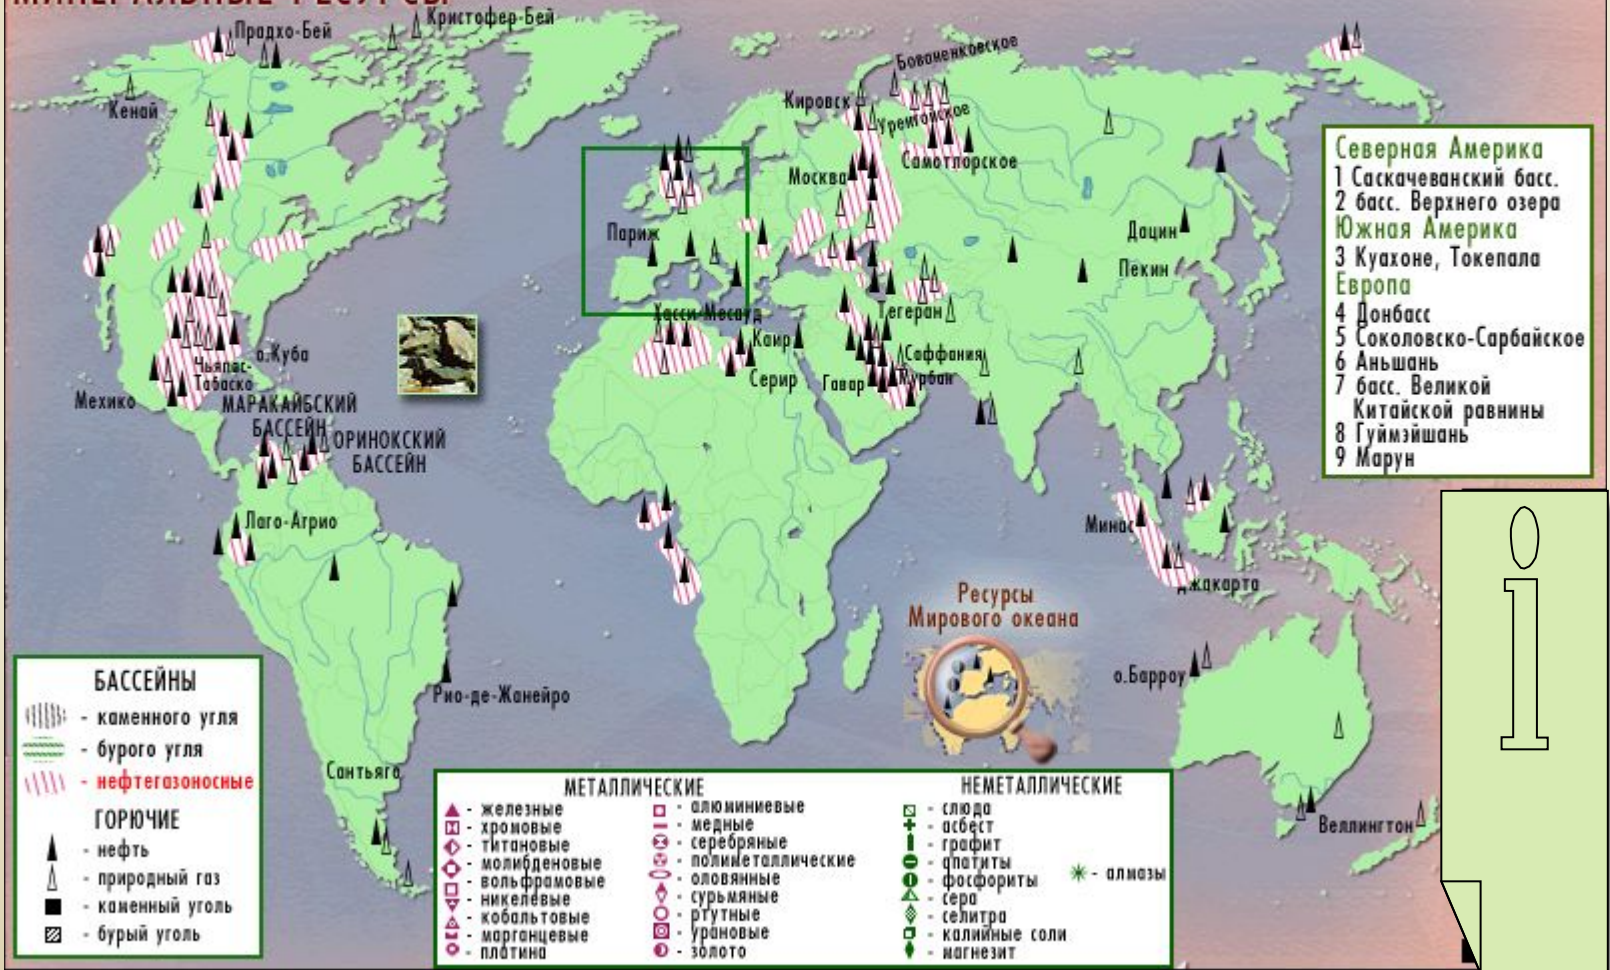 МИНЕРАЛЬНЫЕ РЕСУРСЫ
Кристофер-Бей
Прадхо-Бей
Кенай
Бованенковское
Кировск
Уренгойское
Самотлорское
Москва
Париж
Дацин
Пекин
Хасси-Месауд
Каир
Тегеран
Саффания
Серир
Гавар
Мурбан
о.Куба
Чьяпас-
Табаско
Мехико
МАРАКАЙБСКИЙ
БАССЕЙН
ОРИНОКСКИЙ
БАССЕЙН
Лаго-Агрио
Минас
Джакарта
о.Барроу
Рио-де-Жанейро
Сантьяго
Веллингтон
Ресурсы
Мирового океана
Северная Америка
1 Саскачеванский басс.
2 басс. Верхнего озера
Южная Америка
3 Куахоне, Токепала
Европа
4 Донбасс
5 Соколовско-Сарбайское
6 Аньшань
7 басс. Великой
Китайской равнины
8 Гуймэйшань
9 Марун
i
БАССЕЙНЫ
- каменного угля
- бурого угля
- нефтегазоносные
ГОРЮЧИЕ
- нефть
- природный газ
- каменный уголь
- бурый уголь
МЕТАЛЛИЧЕСКИЕ
- железные
- хромовые
- титановые
- молибденовые
- вольфрамовые
- никелевые
- кобальтовые
- марганцевые
- платина
- алюминиевые
- медные
- серебряные
- полиметаллические
- оловянные
- сурьмяные
- ртутные
- урановые
- золото
НЕМЕТАЛЛИЧЕСКИЕ
- слюда
- асбест
- графит
- апатиты
- фосфориты
- сера
- селитра
- калийные соли
- магнезит
- алмазы